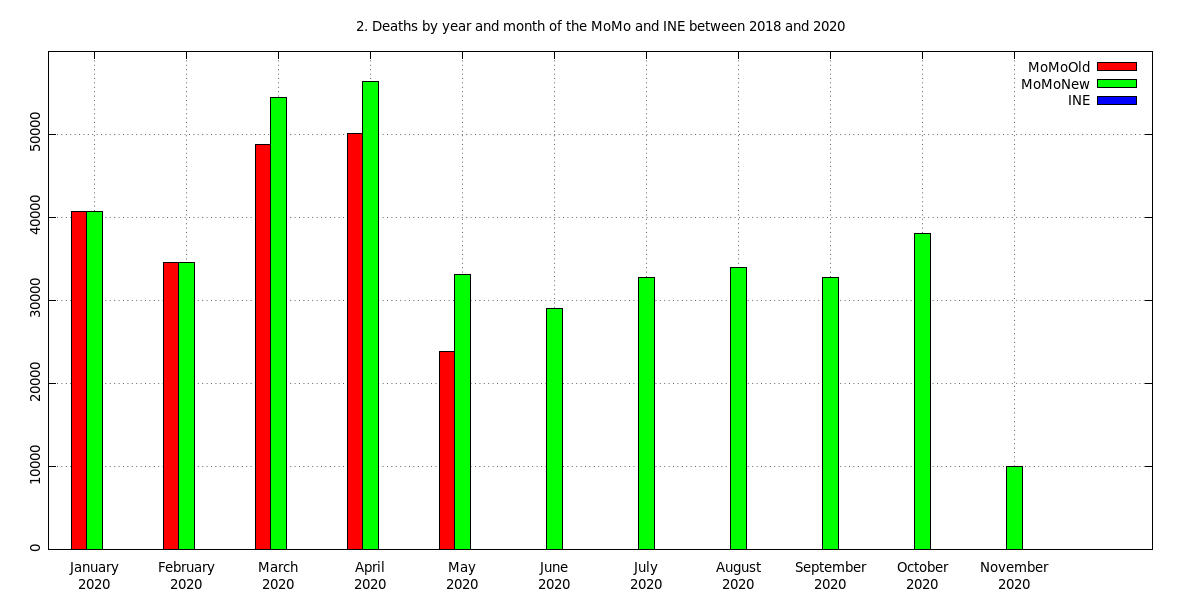 2. Deaths by year and month of the MoMo and INE between 2018 and 2020
MoMoOld
MoMoNew
INE
50000
40000
30000
20000
10000
0
January February March April May June July August September October November
2020 2020 2020 2020 2020 2020 2020 2020 2020 2020 2020